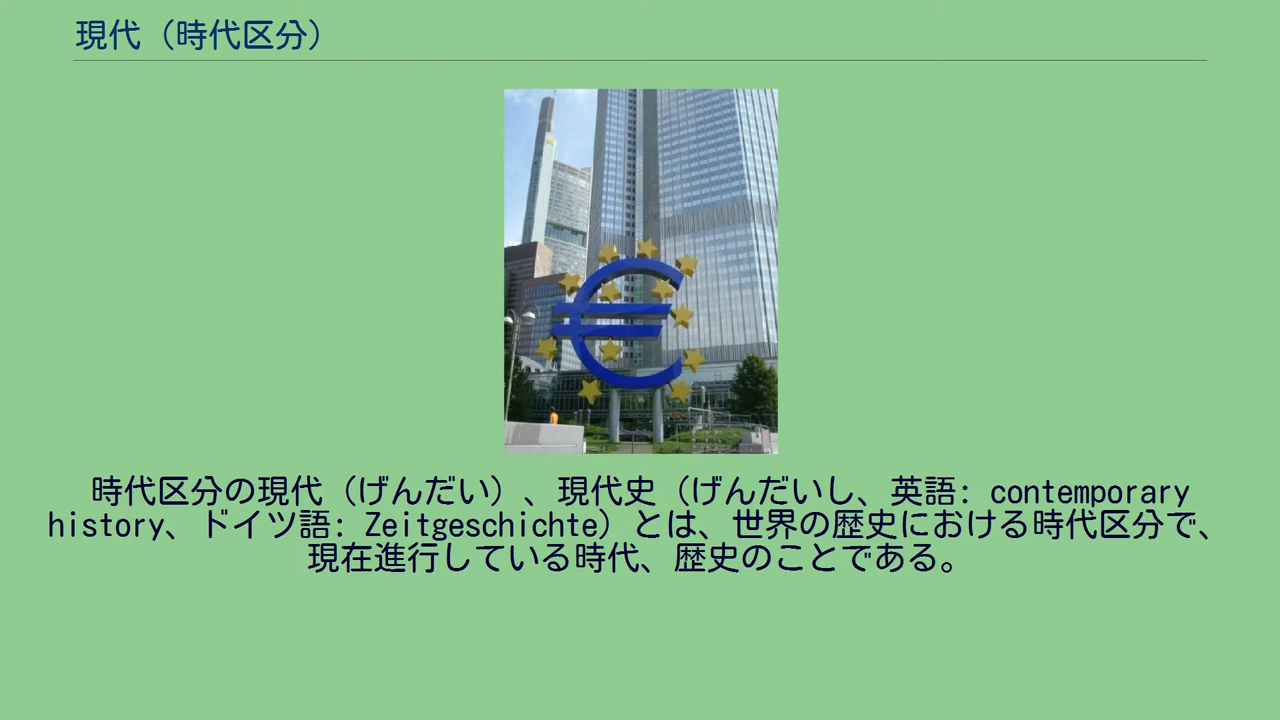 現代（時代区分）
時代区分の現代（げんだい）、現代史（げんだいし、英語: contemporary
history、ドイツ語: Zeitgeschichte）とは、世界の歴史における時代区分で、
現在進行している時代、歴史のことである。